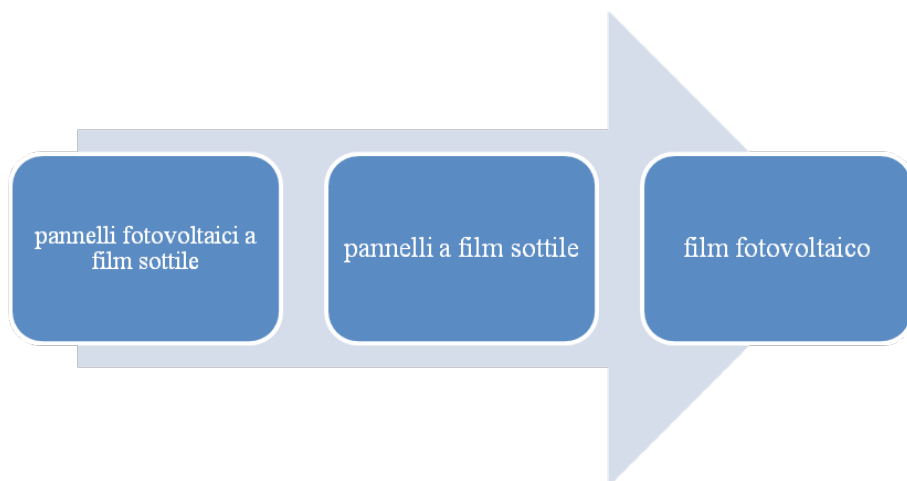 pannelli fotovoltaici a
film sottile
pannelli a film sottile
film fotovoltaico